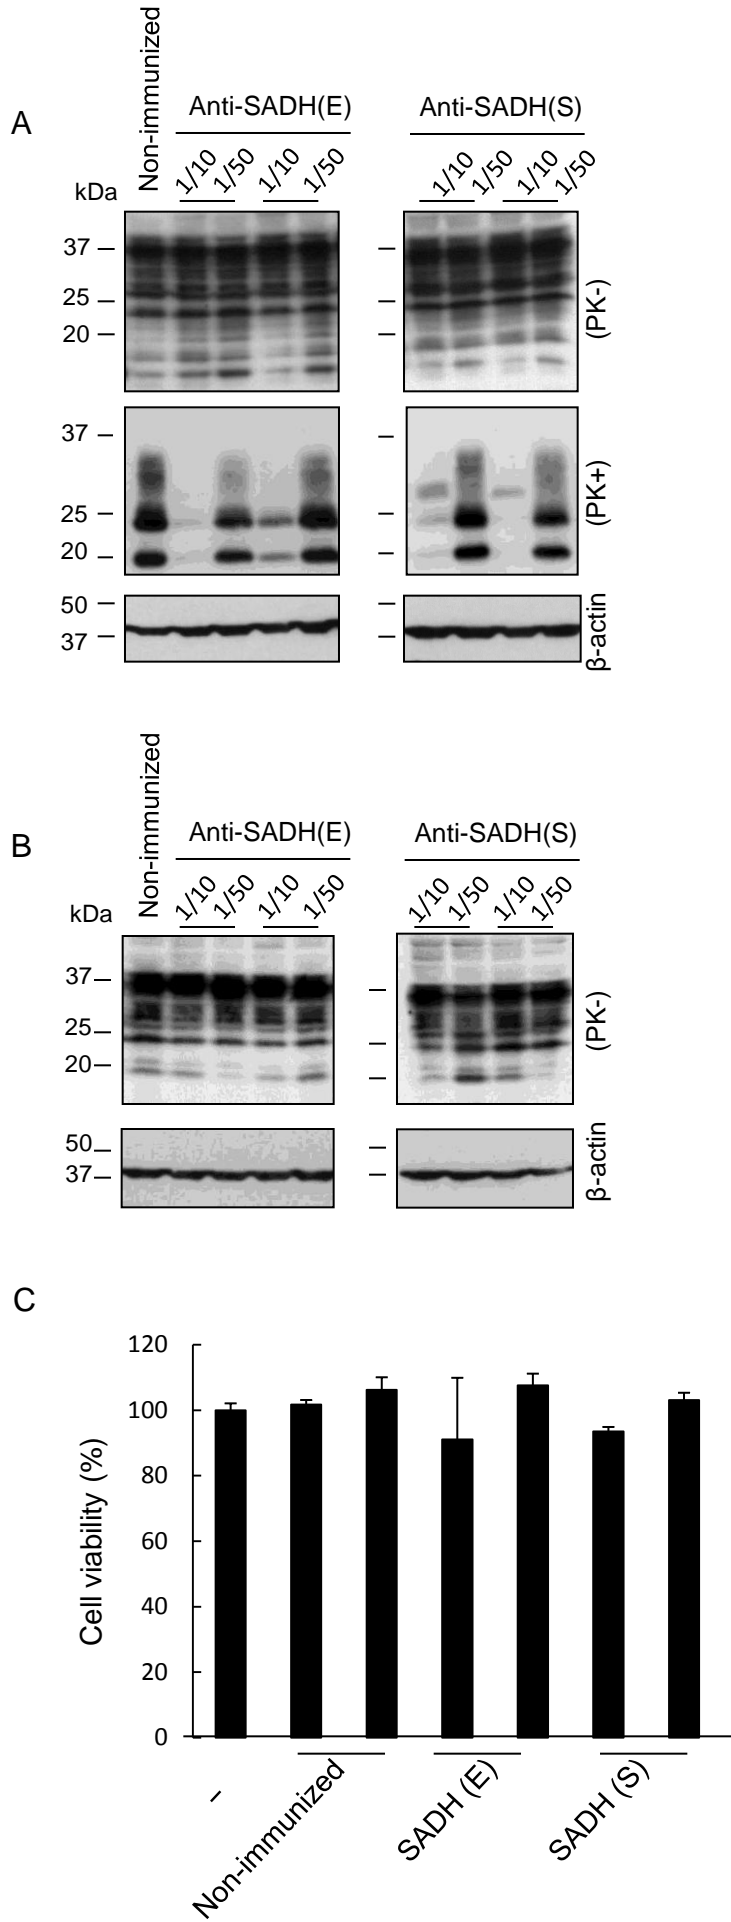 A
Non-immunized
Anti-SADH(E)
Anti-SADH(S)
kDa
1/10 1/50 1/10 1/50
1/10 1/50 1/10 1/50
37
25
20
(PK-)
37
25
20
(PK+)
50
37
β-actin
B
Non-immunized
Anti-SADH(E)
Anti-SADH(S)
kDa
1/10 1/50 1/10 1/50
1/10 1/50 1/10 1/50
37
25
20
(PK-)
50
37
β-actin
C
Cell viability (%)
120
100
80
60
40
20
0
–
Non-immunized
SADH (E)
SADH (S)